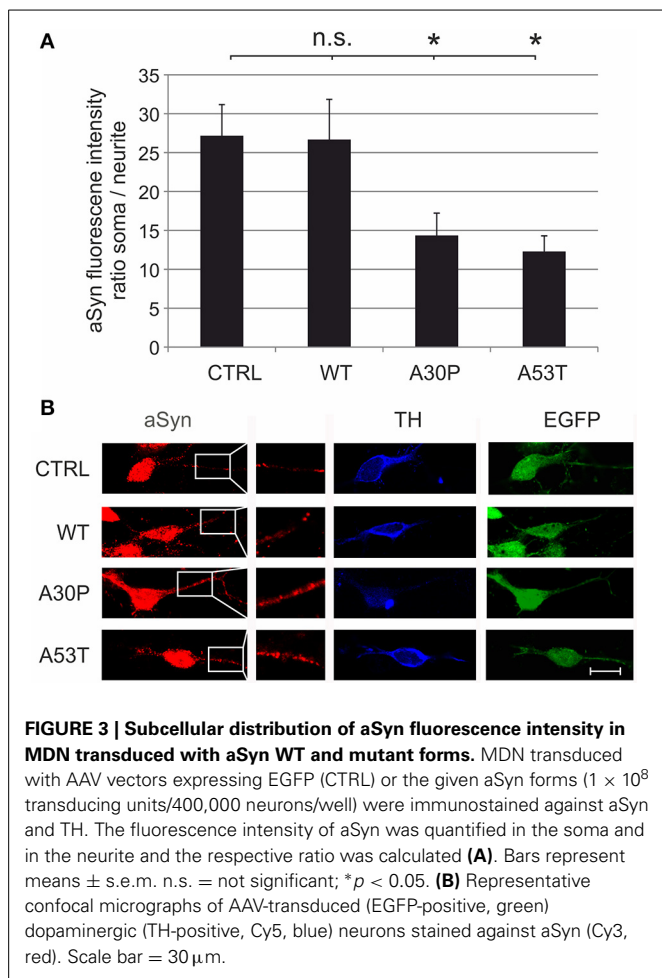 A
n.s. * *
aSyn fluorescene intensity
ratio soma / neurite
35
30
25
20
15
10
5
0
CTRL WT A30P A53T
B
aSyn TH EGFP
CTRL
WT
A30P
A53T
FIGURE 3 | Subcellular distribution of aSyn fluorescence intensity in
MDN transduced with aSyn WT and mutant forms. MDN transduced
with AAV vectors expressing EGFP (CTRL) or the given aSyn forms (1 × 10⁸
transducing units/400,000 neurons/well) were immunostained against aSyn
and TH. The fluorescence intensity of aSyn was quantified in the soma and
in the neurite and the respective ratio was calculated (A). Bars represent
means ± s.e.m. n.s. = not significant; *p < 0.05. (B) Representative
confocal micrographs of AAV-transduced (EGFP-positive, green)
dopaminergic (TH-positive, Cy5, blue) neurons stained against aSyn (Cy3,
red). Scale bar = 30 μm.